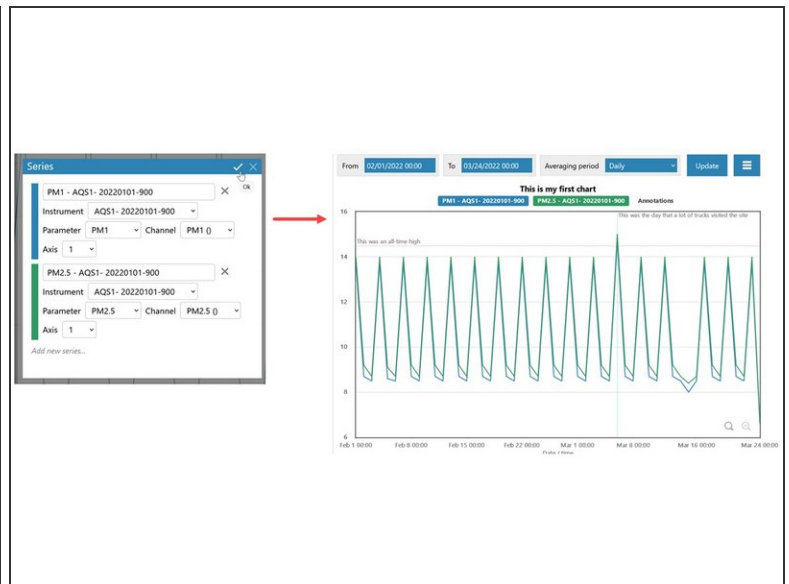 Series
Ok
PM1 - AQS1- 20220101-900
Instrument AQS1- 20220101-900
Parameter PM1 Channel PM1 ()
Axis 1
PM2.5 - AQS1- 20220101-900
Instrument AQS1- 20220101-900
Parameter PM2.5 Channel PM2.5 ()
Axis 1
Add new series...
From 02/01/2022 00:00 To 03/24/2022 00:00 Averaging period Daily Update
This is my first chart
PM1 - AQS1- 20220101-900 PM2.5 - AQS1- 20220101-900 Annotations
This was the day that a lot of trucks visited the site
This was an all time high
16
14
12
10
8
6
Feb 1 00:00 Feb 8 00:00 Feb 15 00:00 Feb 22 00:00 Mar 1 00:00 Mar 8 00:00 Mar 16 00:00 Mar 24 00:00
Date / time